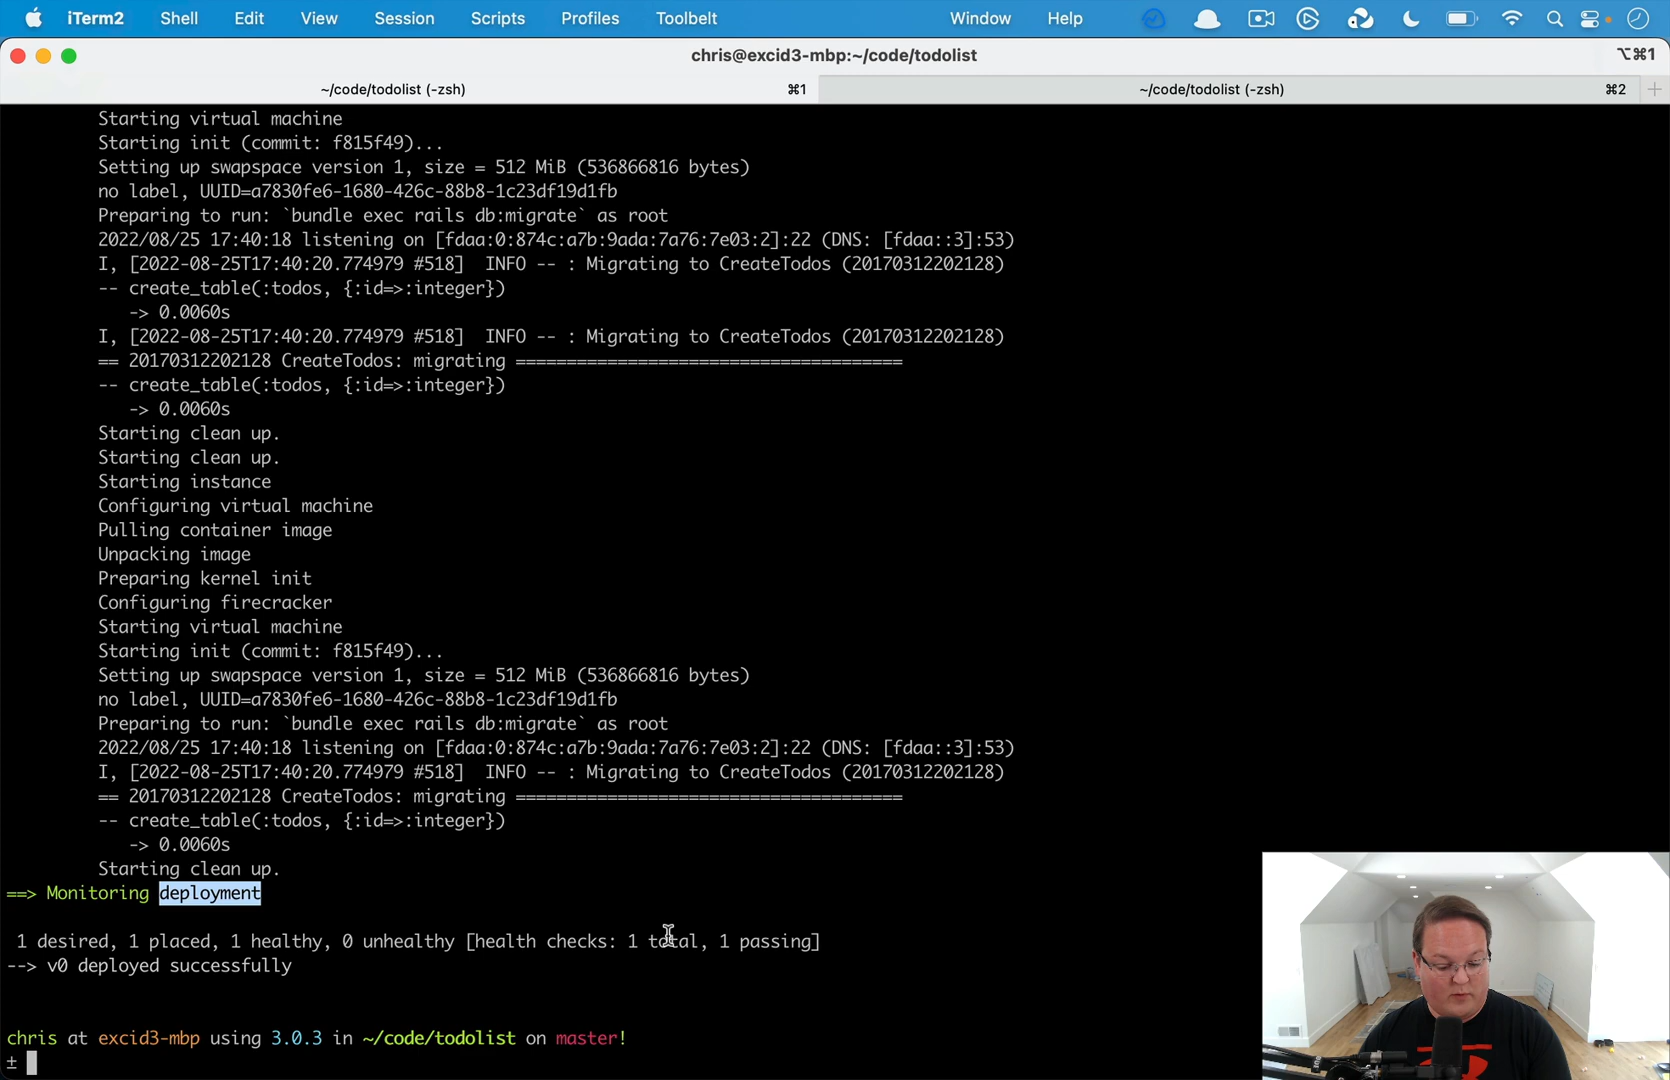 iTerm2 Shell Edit View Session Scripts Profiles Toolbelt Window Help
chris@excid3-mbp:~/code/todolist
⌥⌘1
~/code/todolist (-zsh) ⌘1 ~/code/todolist (-zsh) ⌘2 +
Starting virtual machine
Starting init (commit: f815f49)...
Setting up swapspace version 1, size = 512 MiB (536866816 bytes)
no label, UUID=a7830fe6-1680-426c-88b8-1c23df19d1fb
Preparing to run: `bundle exec rails db:migrate` as root
2022/08/25 17:40:18 listening on [fdaa:0:874c:a7b:9ada:7a76:7e03:2]:22 (DNS: [fdaa::3]:53)
I, [2022-08-25T17:40:20.774979 #518]  INFO -- : Migrating to CreateTodos (20170312202128)
-- create_table(:todos, {:id=>:integer})
-> 0.0060s
I, [2022-08-25T17:40:20.774979 #518]  INFO -- : Migrating to CreateTodos (20170312202128)
== 20170312202128 CreateTodos: migrating ======================================
-- create_table(:todos, {:id=>:integer})
-> 0.0060s
Starting clean up.
Starting clean up.
Starting instance
Configuring virtual machine
Pulling container image
Unpacking image
Preparing kernel init
Configuring firecracker
Starting virtual machine
Starting init (commit: f815f49)...
Setting up swapspace version 1, size = 512 MiB (536866816 bytes)
no label, UUID=a7830fe6-1680-426c-88b8-1c23df19d1fb
Preparing to run: `bundle exec rails db:migrate` as root
2022/08/25 17:40:18 listening on [fdaa:0:874c:a7b:9ada:7a76:7e03:2]:22 (DNS: [fdaa::3]:53)
I, [2022-08-25T17:40:20.774979 #518]  INFO -- : Migrating to CreateTodos (20170312202128)
== 20170312202128 CreateTodos: migrating ======================================
-- create_table(:todos, {:id=>:integer})
-> 0.0060s
Starting clean up.
==> Monitoring deployment
1 desired, 1 placed, 1 healthy, 0 unhealthy [health checks: 1 total, 1 passing]
--> v0 deployed successfully
chris at excid3-mbp using 3.0.3 in ~/code/todolist on master!
±